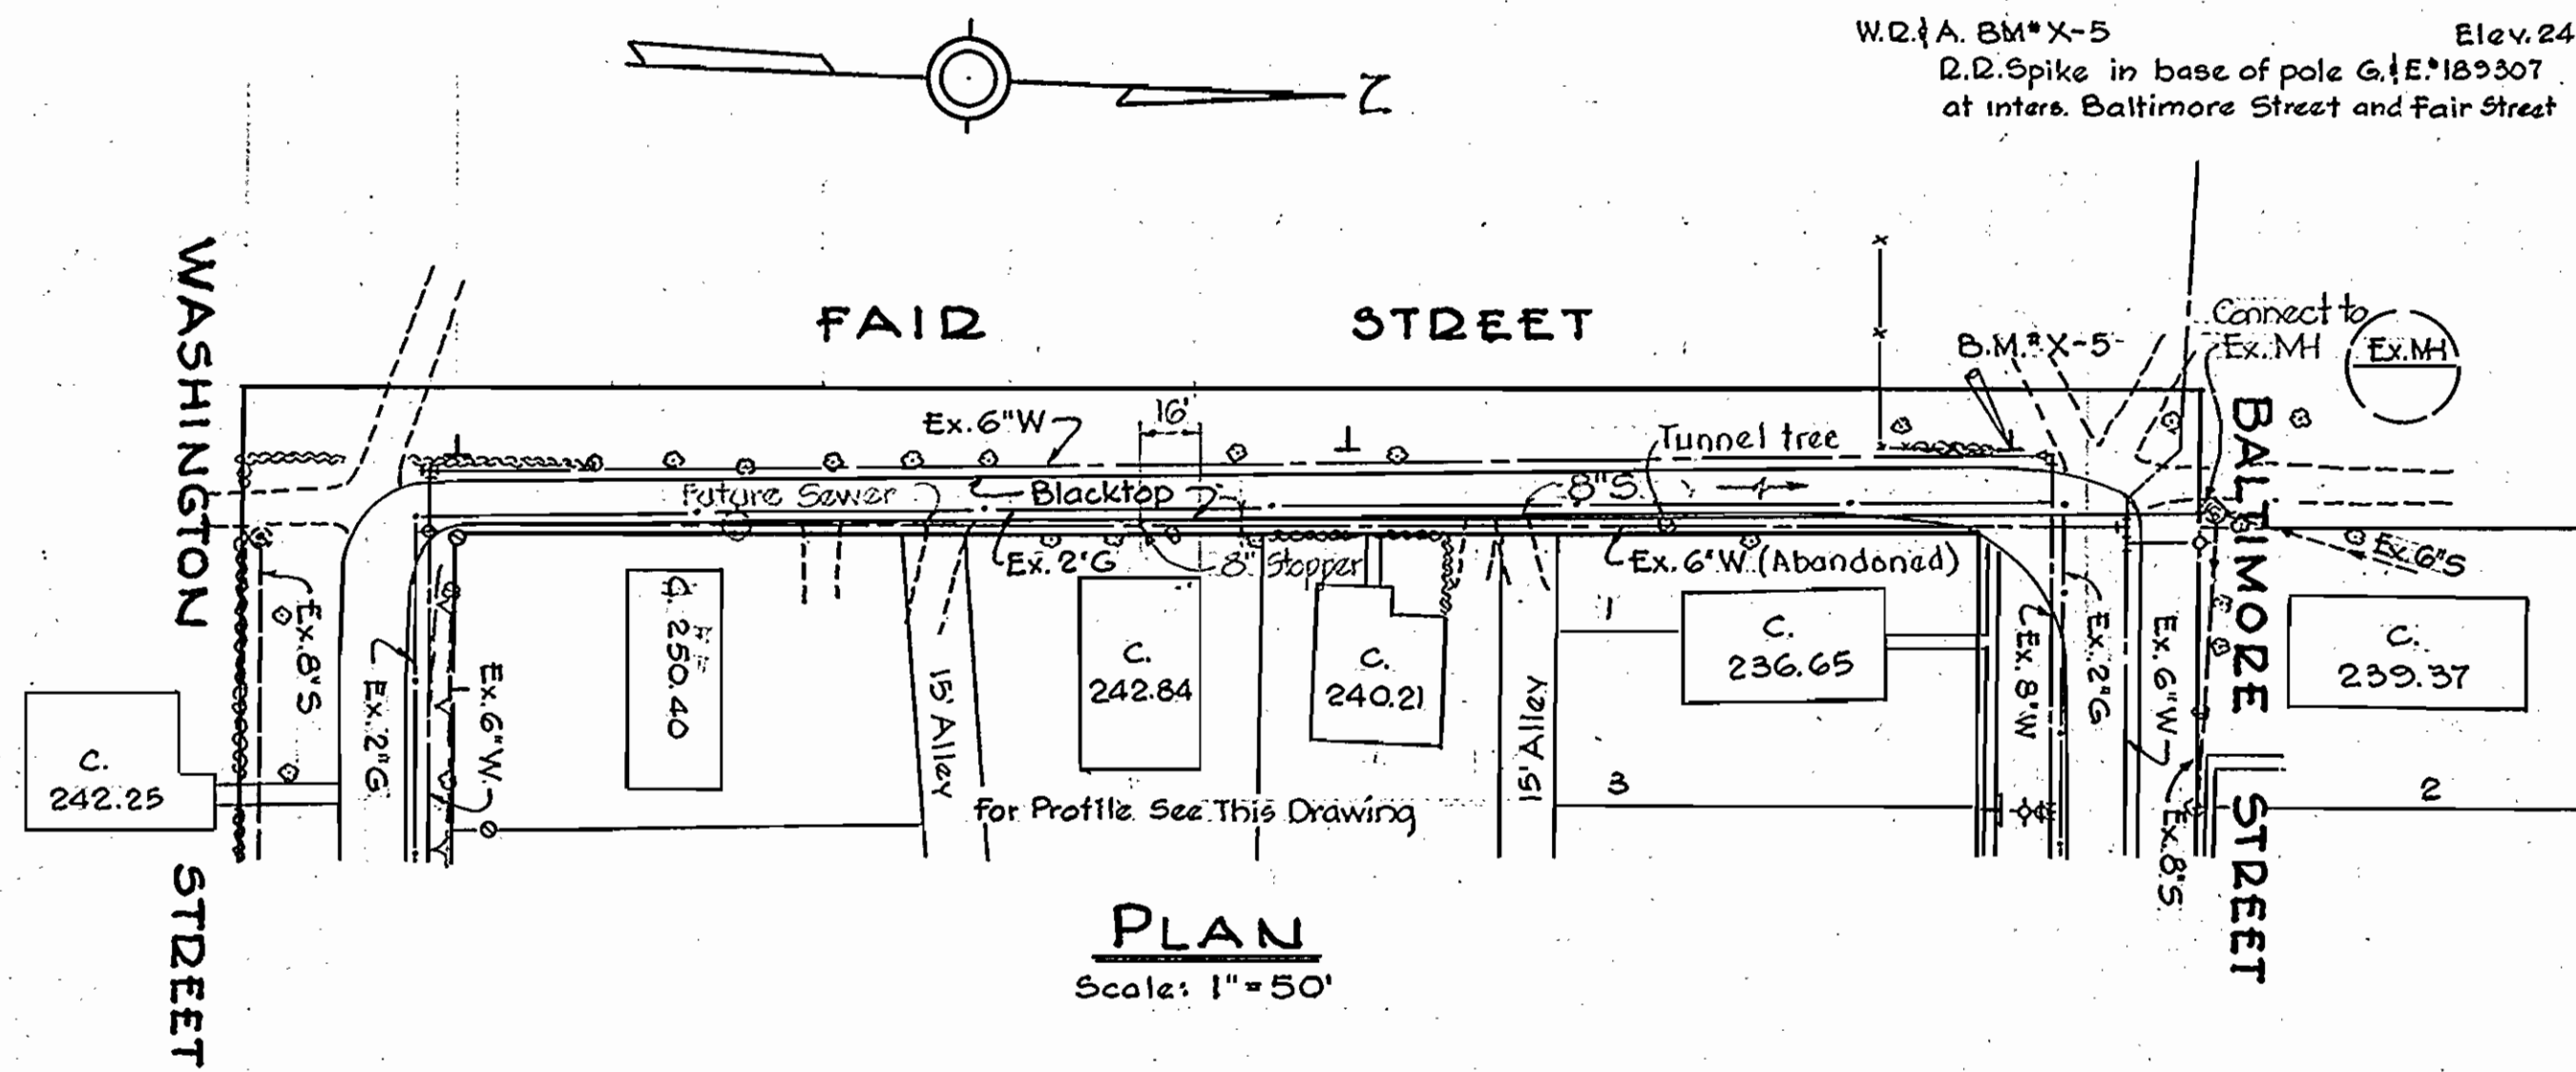 W.R.& A. BM# X-5 Elev. 24
R.R. Spike in base of pole G.& E.# 189307
at inters. Baltimore Street and Fair Street
N
WASHINGTON
STREET
FAIR STREET
BALTIMORE STREET
Connect to
Ex. MH
Ex. MH
B.M.# X-5
Ex. 6" W
16'
Tunnel tree
Future Sewer
Blacktop
8" S.
Ex. 2" G
8" Stopper
Ex. 6" W (Abandoned)
Ex. 6" S
Ex. 8" S
Ex. 2" G
Ex. 6" W.
250.40
15' Alley
C.
242.84
C.
240.21
15' Alley
1
C.
236.65
Ex. 8" W
Ex. 2" G
Ex. 6" W
Ex. 8" S
C.
239.37
C.
242.25
3
2
For Profile See This Drawing
PLAN
Scale: 1" = 50'